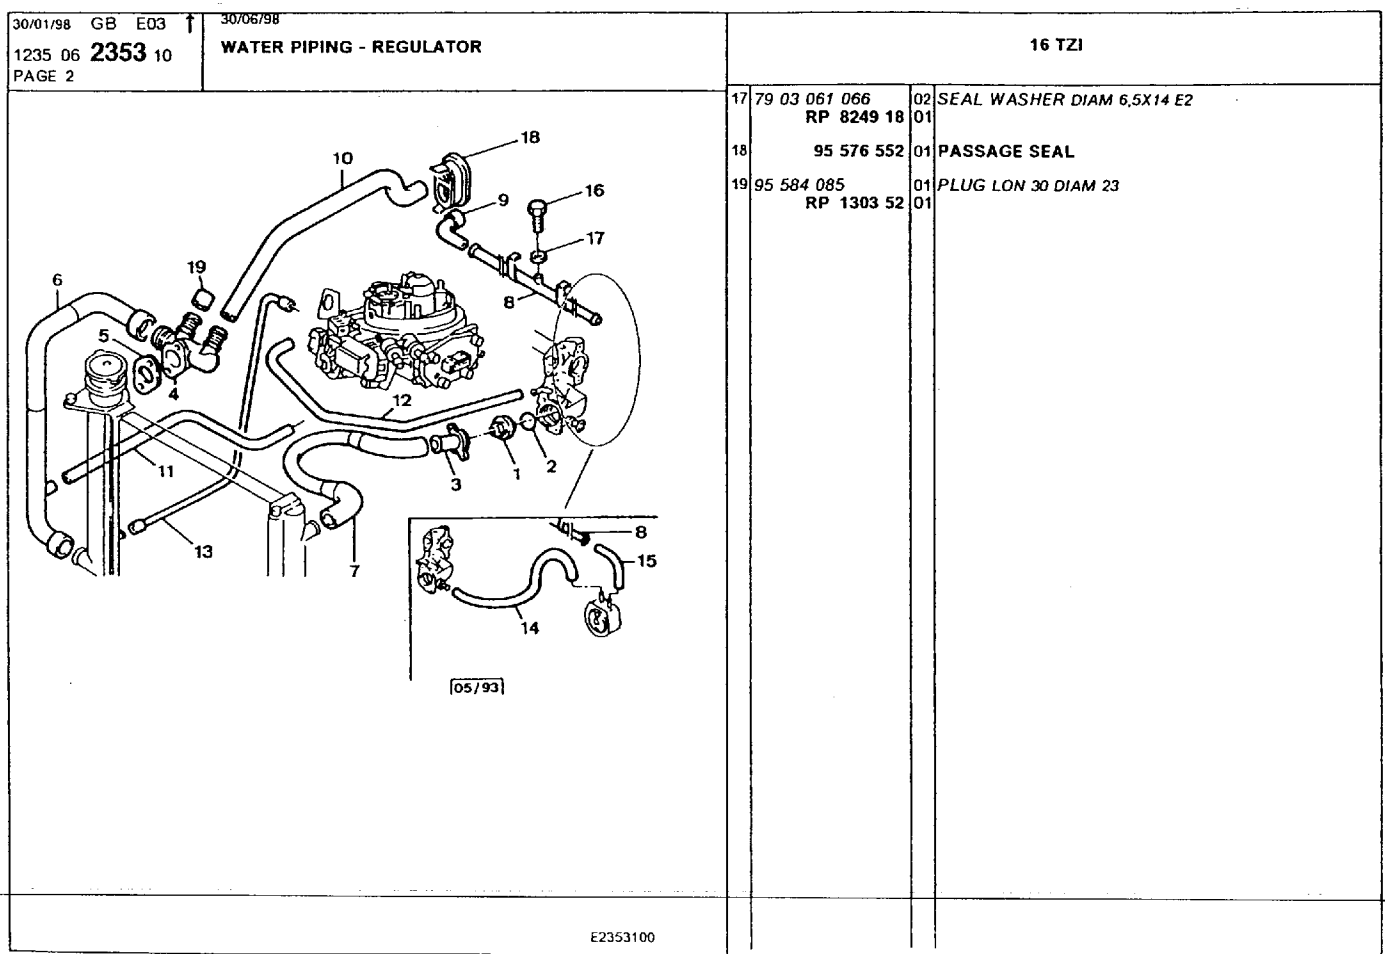 30/01/98 GB E03 ↑
1235 06 2353 10
PAGE 2
30/06/98
WATER PIPING - REGULATOR
16 TZI
17 79 03 061 066 02 SEAL WASHER DIAM 6,5X14 E2
RP 8249 18 01
18 95 576 552 01 PASSAGE SEAL
19 95 584 085 01 PLUG LON 30 DIAM 23
RP 1303 52 01
18
10
16
9
17
19
6
8
5
4
12
11
3
1
2
13
7
8
15
14
05/93
E2353100